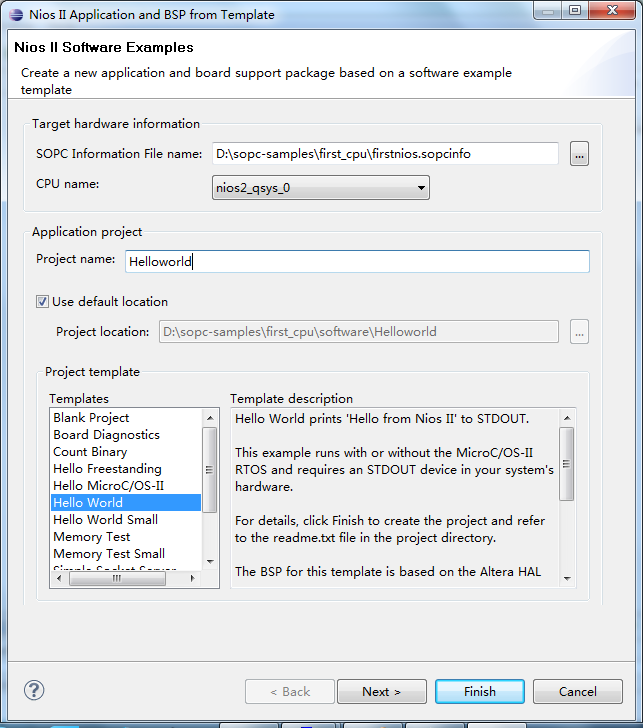 Nios II Application and BSP from Template
Nios II Software Examples
Create a new application and board support package based on a software example
template
Target hardware information
SOPC Information File name: D:\sopc-samples\first_cpu\firstnios.sopcinfo ...
CPU name: nios2_qsys_0
Application project
Project name: Helloworld
Use default location
Project location: D:\sopc-samples\first_cpu\software\Helloworld ...
Project template
Templates
Blank Project
Board Diagnostics
Count Binary
Hello Freestanding
Hello MicroC/OS-II
Hello World
Hello World Small
Memory Test
Memory Test Small
Simple Socket Server
Template description
Hello World prints 'Hello from Nios II' to STDOUT.
This example runs with or without the MicroC/OS-II
RTOS and requires an STDOUT device in your system's
hardware.
For details, click Finish to create the project and refer
to the readme.txt file in the project directory.
The BSP for this template is based on the Altera HAL
?
< Back
Next >
Finish
Cancel